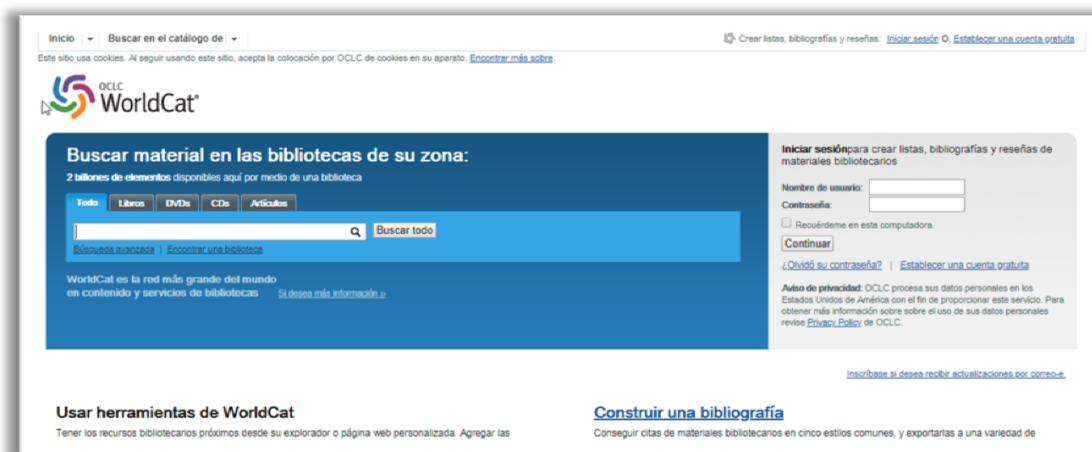 Inicio Buscar en el catálogo de
Crear listas, bibliografías y reseñas: Iniciar sesión O, Establecer una cuenta gratuita
Este sitio usa cookies. Al seguir usando este sitio, acepta la colocación por OCLC de cookies en su aparato. Encontrar más sobre.
OCLC
WorldCat
Buscar material en las bibliotecas de su zona:
2 billones de elementos disponibles aquí por medio de una biblioteca
Todo Libros DVDs CDs Artículos
Buscar todo
Búsqueda avanzada | Encontrar una biblioteca
WorldCat es la red más grande del mundo
en contenido y servicios de bibliotecas Si desea más información »
Iniciar sesiónpara crear listas, bibliografías y reseñas de
materiales bibliotecarios
Nombre de usuario:
Contraseña:
Recuérdeme en esta computadora.
Continuar
¿Olvidó su contraseña? | Establecer una cuenta gratuita
Aviso de privacidad: OCLC procesa sus datos personales en los
Estados Unidos de América con el fin de proporcionar este servicio. Para
obtener más información sobre sobre el uso de sus datos personales
revise Privacy Policy de OCLC.
Inscríbase si desea recibir actualizaciones por correo-e.
Usar herramientas de WorldCat
Tener los recursos bibliotecarios próximos desde su explorador o página web personalizada. Agregar las
Construir una bibliografía
Conseguir citas de materiales bibliotecarios en cinco estilos comunes, y exportarlas a una variedad de